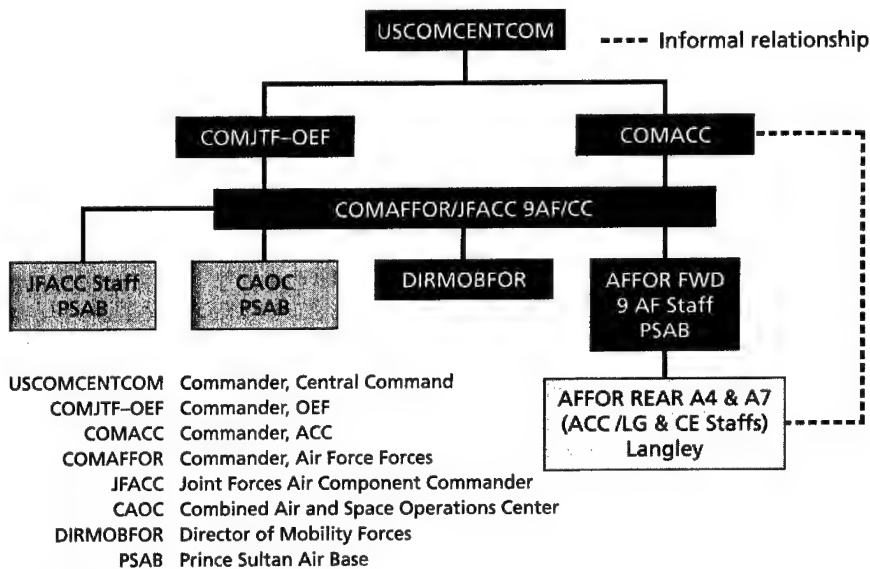 USCOMCENTCOM
Informal relationship
COMJTF–OEF
COMACC
COMAFFOR/JFACC 9AF/CC
JFACC Staff
PSAB
CAOC
PSAB
DIRMOBFOR
AFFOR FWD
9 AF Staff
PSAB
AFFOR REAR A4 & A7
(ACC/LG & CE Staffs)
Langley
USCOMCENTCOM Commander, Central Command
COMJTF–OEF Commander, OEF
COMACC Commander, ACC
COMAFFOR Commander, Air Force Forces
JFACC Joint Forces Air Component Commander
CAOC Combined Air and Space Operations Center
DIRMOBFOR Director of Mobility Forces
PSAB Prince Sultan Air Base